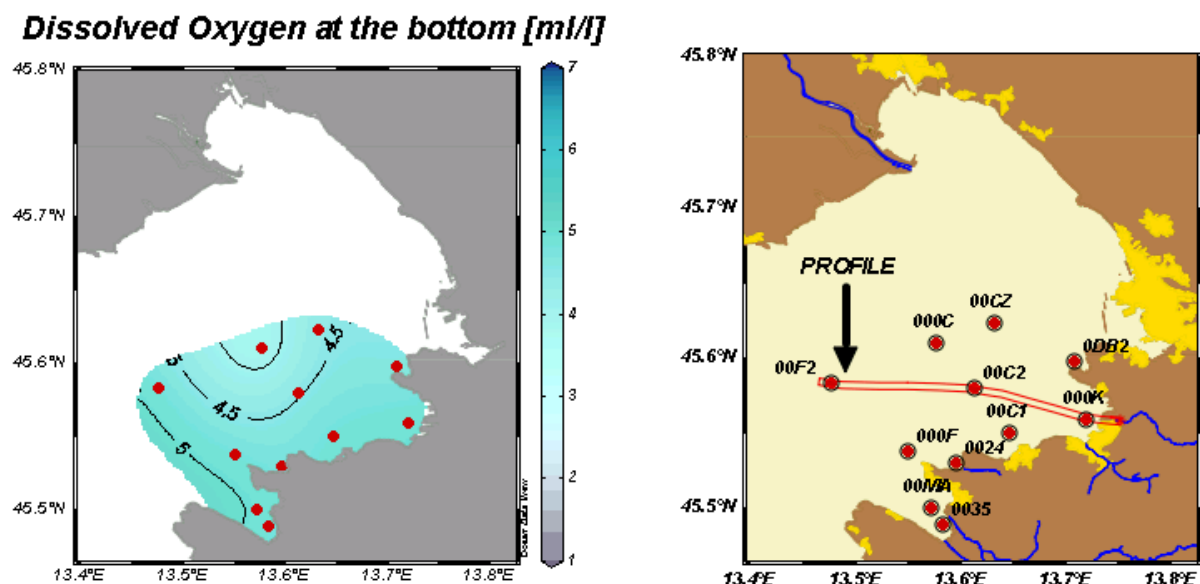 Dissolved Oxygen at the bottom [ml/l]
45.8°N
45.7°N
45.6°N
45.5°N
13.4°E
13.5°E
13.6°E
13.7°E
13.8°E
4,5
4,5
5
7
6
5
4
3
2
1
Ocean Data View
45.8°N
45.7°N
45.6°N
45.5°N
13.4°E
13.5°E
13.6°E
13.7°E
13.8°E
PROFILE
00CZ
000C
0DB2
00F2
00C2
000K
00C1
000F
0024
00MA
0035